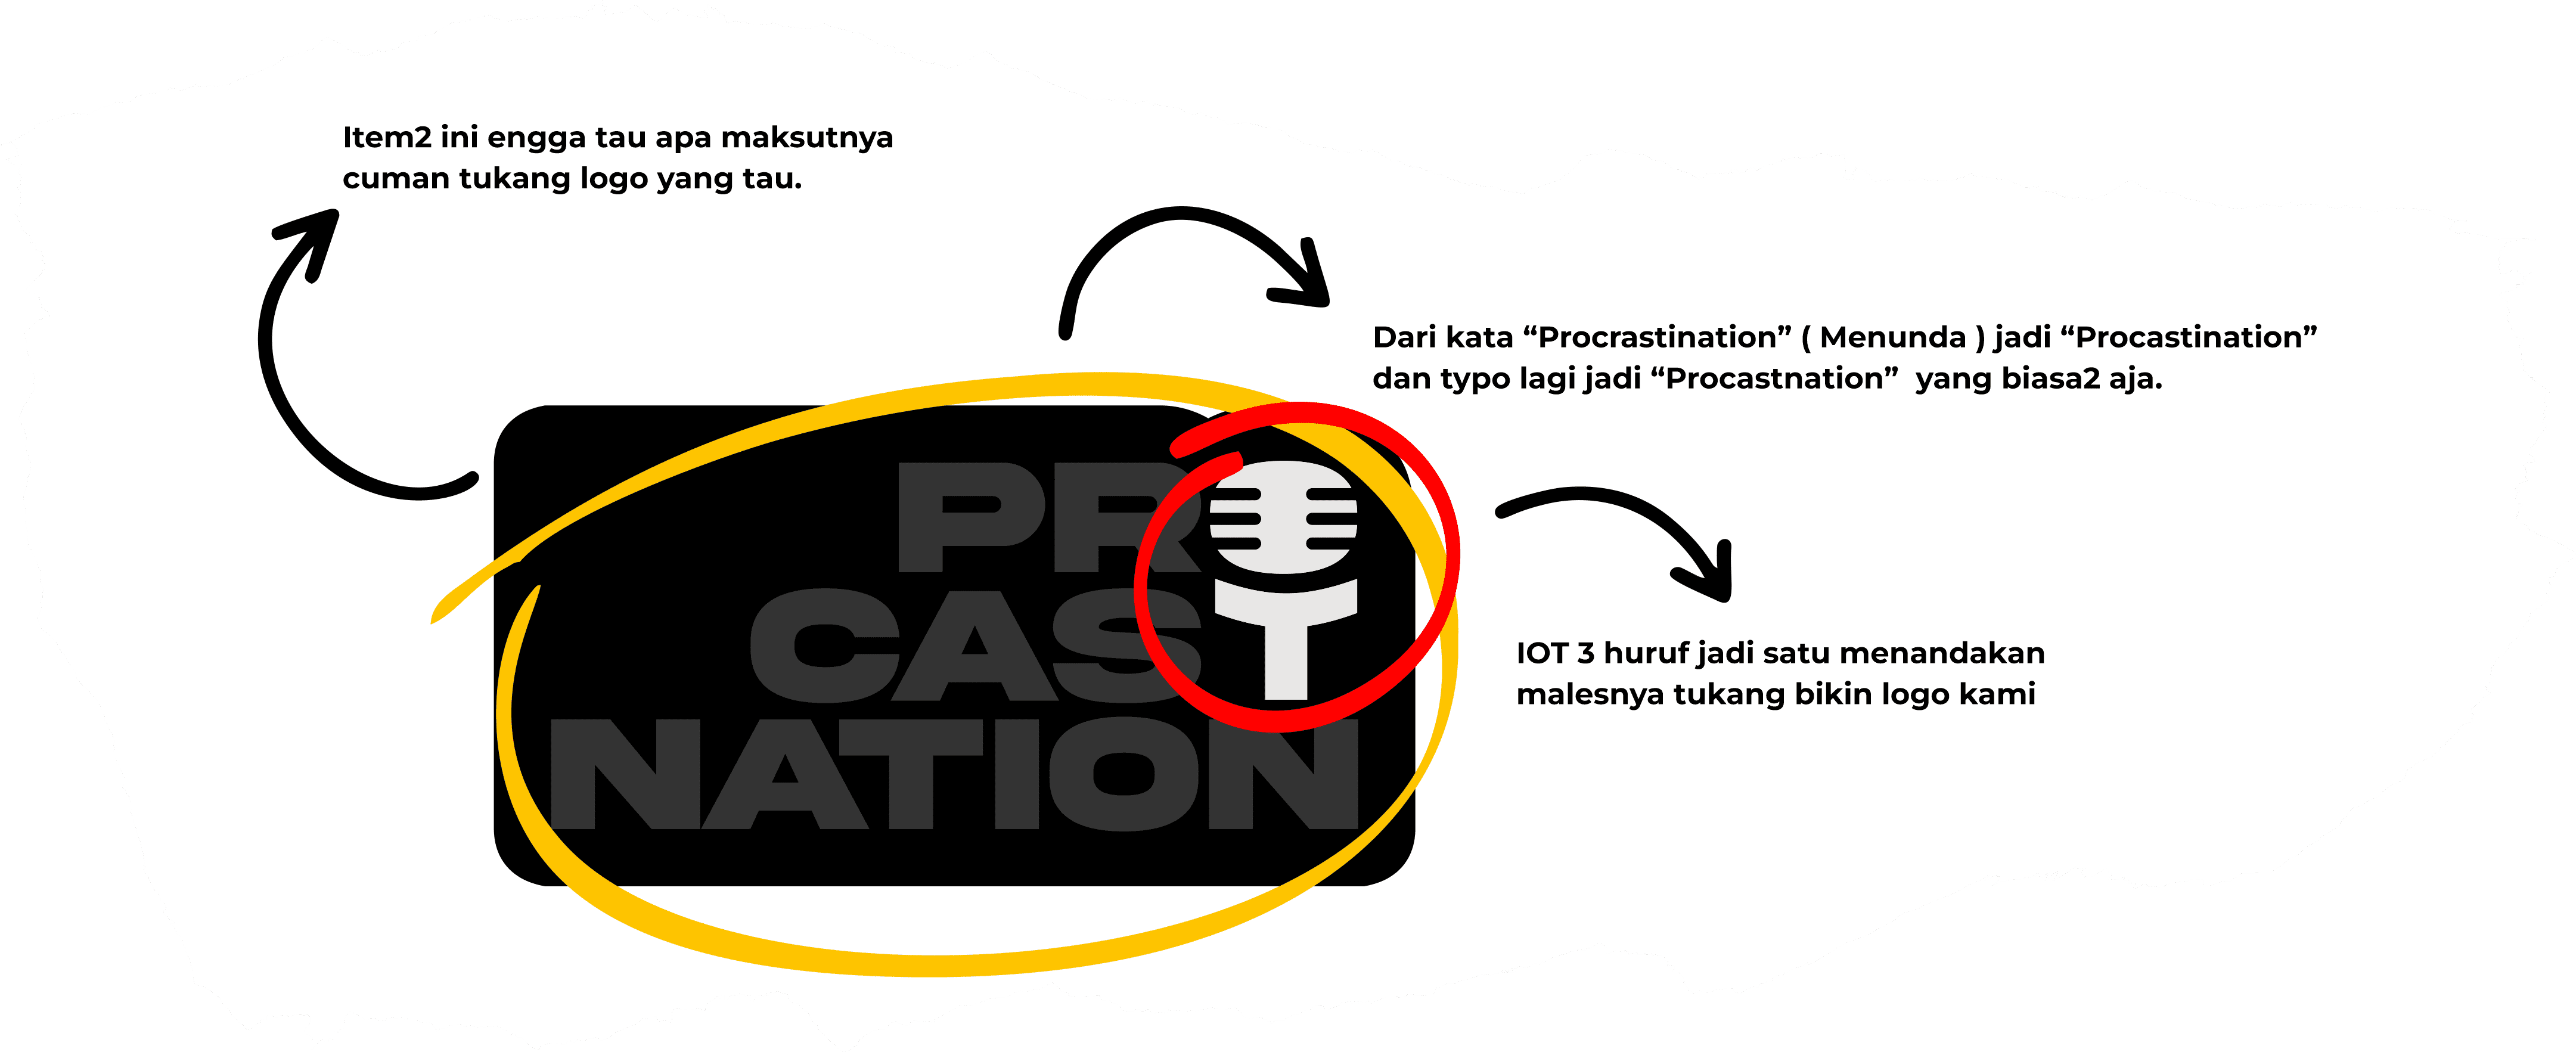 Item2 ini engga tau apa maksutnya
cuman tukang logo yang tau.
Dari kata “Procrastination” ( Menunda ) jadi “Procastination”
dan typo lagi jadi “Procastnation”  yang biasa2 aja.
PR
CAS
NATION
IOT 3 huruf jadi satu menandakan
malesnya tukang bikin logo kami